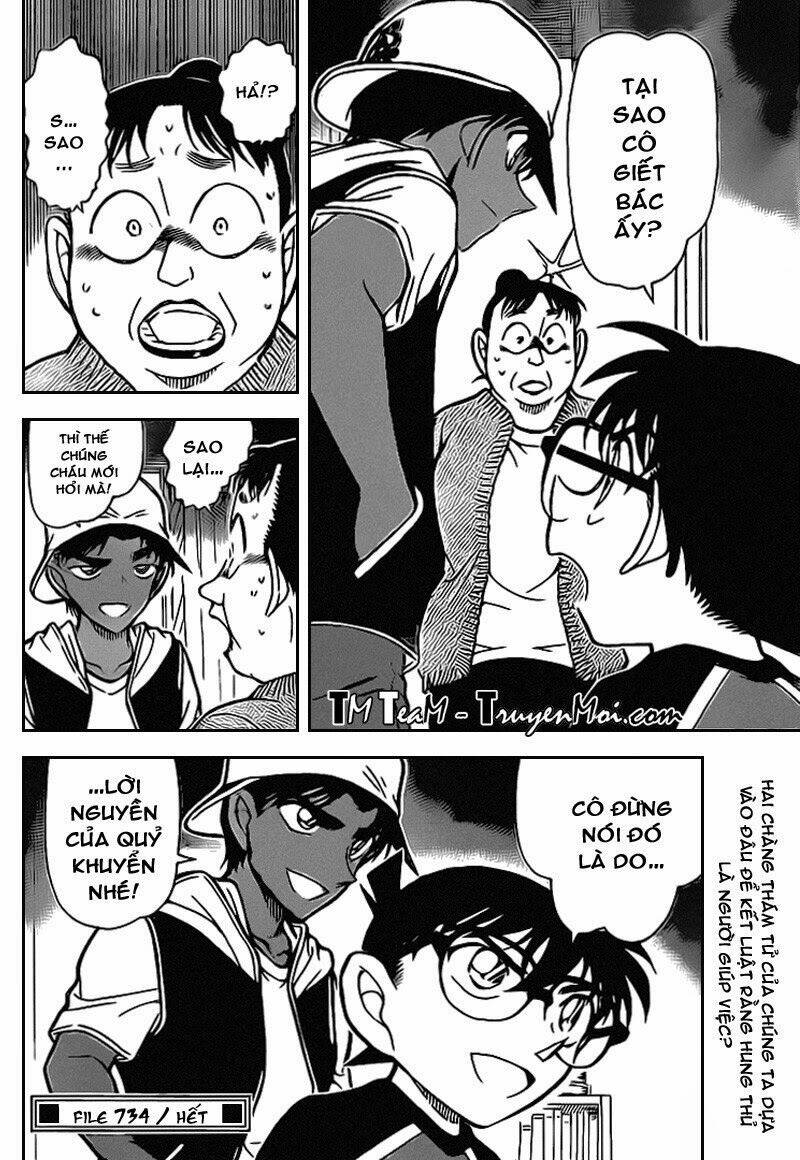 TẠI
SAO
CÔ
GIẾT
BÁC
ẤY?
HẢ!?
S...
SAO
...
SAO
LẠI...
THÌ THẾ
CHÚNG
CHÁU MỚI
HỎI MÀ!
TM TEAM - TRUYENMOI.COM
CÔ ĐỪNG
NÓI ĐÓ
LÀ DO...
...LỜI
NGUYỀN
CỦA QUỶ
KHUYỂN
NHÉ!
HAI CHÀNG THÁM TỬ CỦA CHÚNG TA DỰA
VÀO ĐÂU ĐỂ KẾT LUẬT RẰNG HUNG THỦ
LÀ NGƯỜI GIÚP VIỆC?
FILE 734 / HẾT